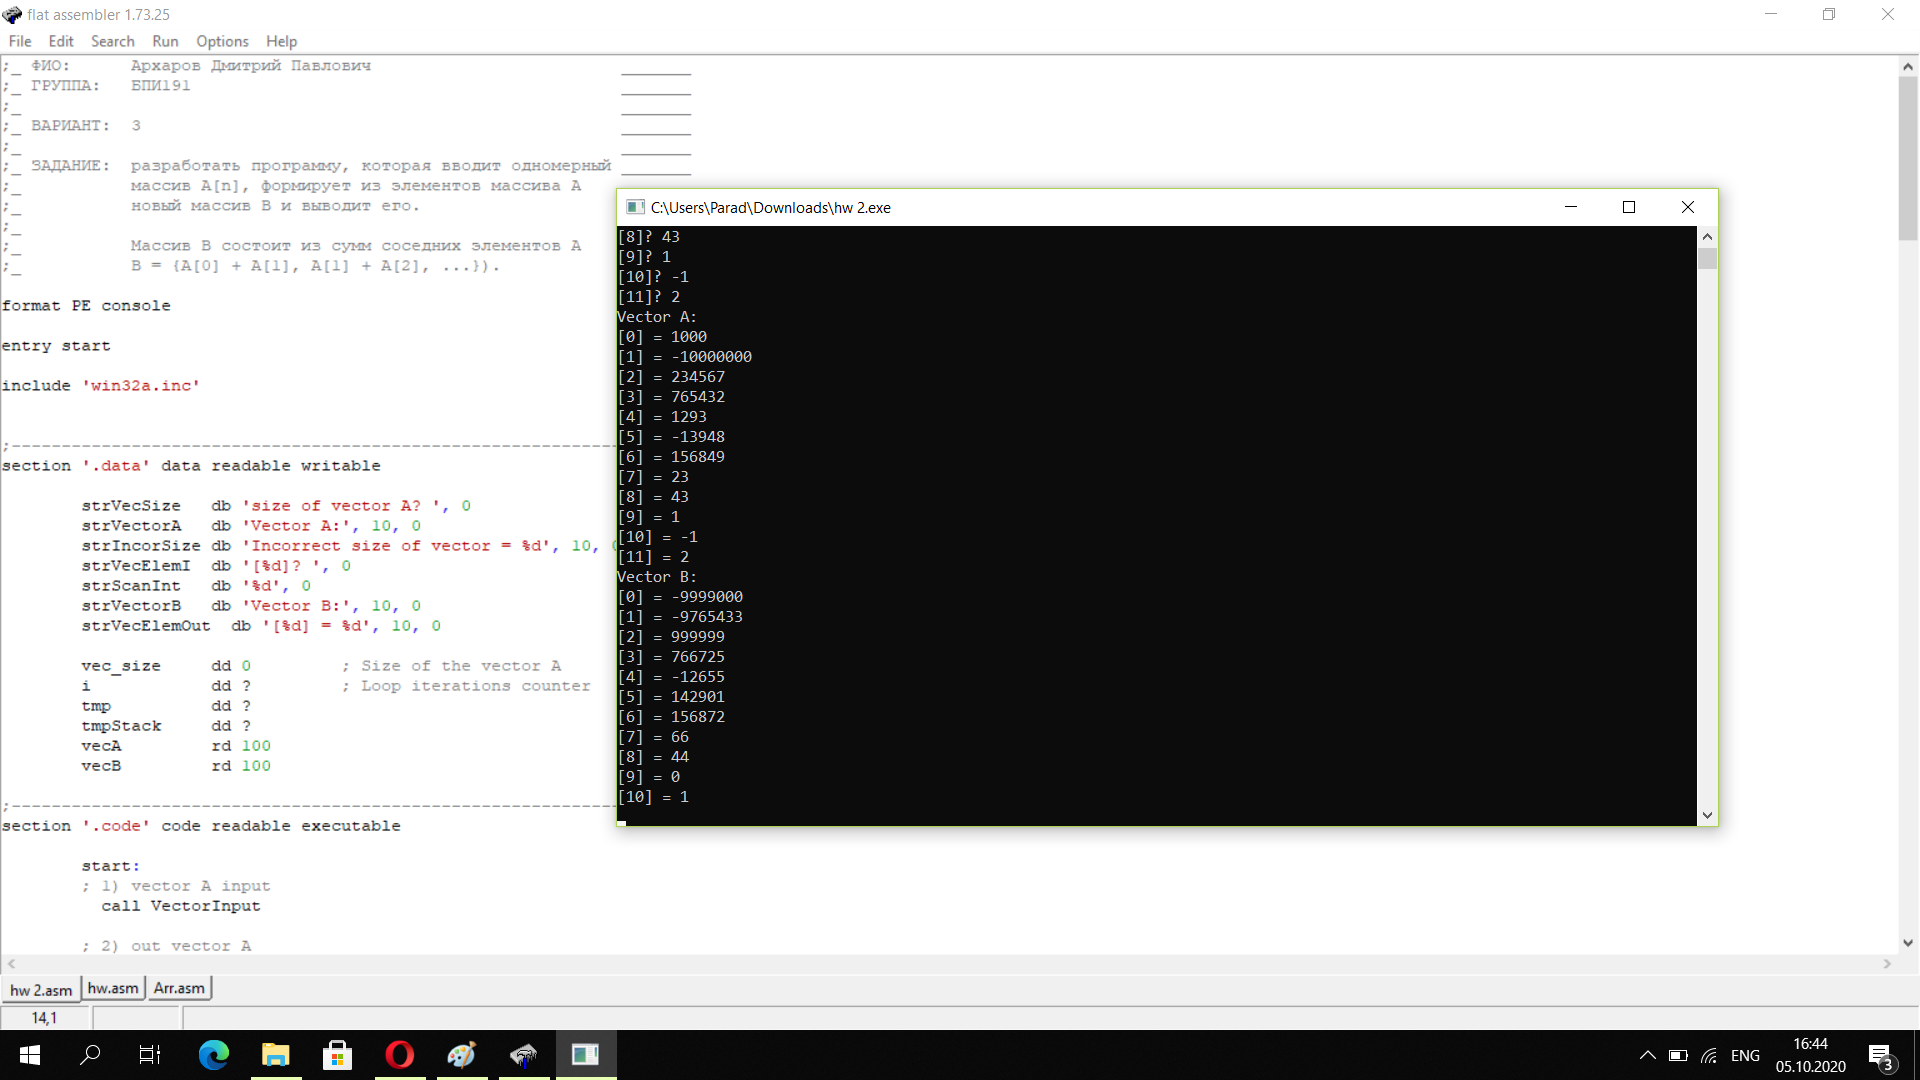 flat assembler 1.73.25
File Edit Search Run Options Help
;_ ФИО: Архаров Дмитрий Павлович
;_ ГРУППА: БПИ191
;_
;_ ВАРИАНТ: 3
;_
;_ ЗАДАНИЕ: разработать программу, которая вводит одномерный
;_ массив A[n], формирует из элементов массива A
;_ новый массив B и выводит его.
;_
;_ Массив B состоит из сумм соседних элементов A
;_ B = {A[0] + A[1], A[1] + A[2], ...}).
format PE console
entry start
include 'win32a.inc'
;-------------------------------------------------------------
section '.data' data readable writable
strVecSize db 'size of vector A? ', 0
strVectorA db 'Vector A:', 10, 0
strIncorSize db 'Incorrect size of vector = %d', 10, 0
strVecElemI db '[%d]? ', 0
strScanInt db '%d', 0
strVectorB db 'Vector B:', 10, 0
strVecElemOut db '[%d] = %d', 10, 0
vec_size dd 0 ; Size of the vector A
i dd ? ; Loop iterations counter
tmp dd ?
tmpStack dd ?
vecA rd 100
vecB rd 100
;-------------------------------------------------------------
section '.code' code readable executable
start:
; 1) vector A input
call VectorInput
; 2) out vector A
hw 2.asm hw.asm Arr.asm
14,1
C:\Users\Parad\Downloads\hw 2.exe
[8]? 43
[9]? 1
[10]? -1
[11]? 2
Vector A:
[0] = 1000
[1] = -10000000
[2] = 234567
[3] = 765432
[4] = 1293
[5] = -13948
[6] = 156849
[7] = 23
[8] = 43
[9] = 1
[10] = -1
[11] = 2
Vector B:
[0] = -9999000
[1] = -9765433
[2] = 999999
[3] = 766725
[4] = -12655
[5] = 142901
[6] = 156872
[7] = 66
[8] = 44
[9] = 0
[10] = 1
ENG
16:44
05.10.2020
3